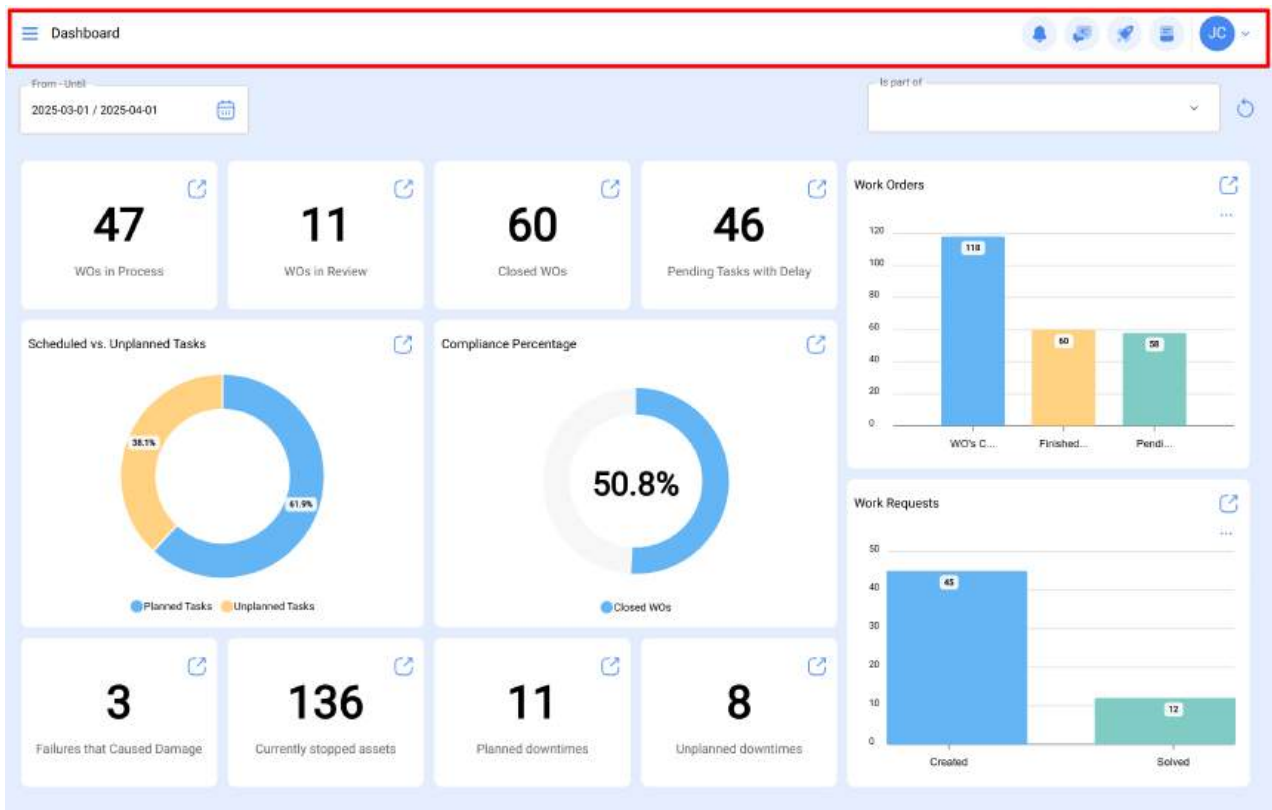 Dashboard
JC
From - Until
2025-03-01 / 2025-04-01
Is part of
47
WOs in Process
11
WOs in Review
60
Closed WOs
46
Pending Tasks with Delay
Work Orders
...
120
100
80
60
40
20
0
118
60
58
WO's C...
Finished...
Pendi...
Scheduled vs. Unplanned Tasks
38.1%
61.9%
Planned Tasks
Unplanned Tasks
Compliance Percentage
50.8%
Closed WOs
Work Requests
...
50
40
30
20
10
0
45
12
Created
Solved
3
Failures that Caused Damage
136
Currently stopped assets
11
Planned downtimes
8
Unplanned downtimes